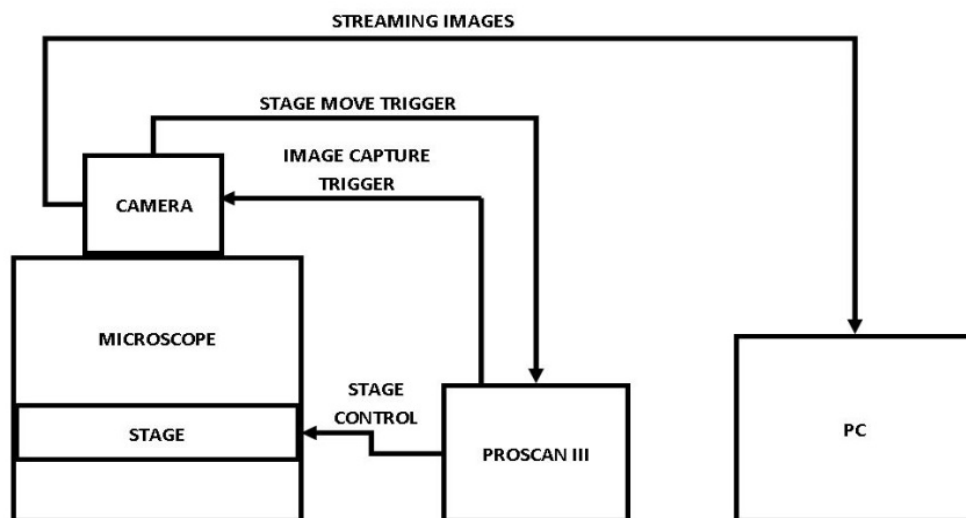 STREAMING IMAGES
STAGE MOVE TRIGGER
IMAGE CAPTURE
TRIGGER
CAMERA
MICROSCOPE
STAGE
CONTROL
STAGE
PROSCAN III
PC